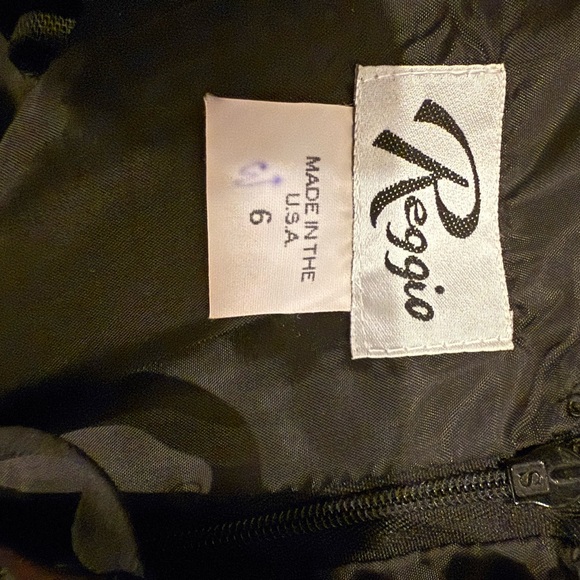 Reggio
MADE IN THE
U.S.A.
6
S